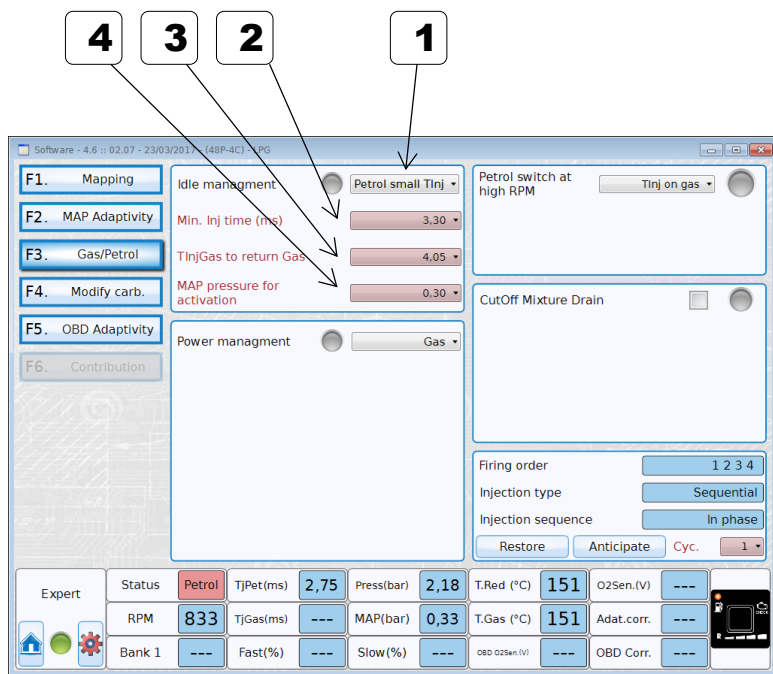 4 3 2 1
Software - 4.6 :: 02.07 - 23/03/2017 - (48P-4C) - LPG
F1. Mapping
F2. MAP Adaptivity
F3. Gas/Petrol
F4. Modify carb.
F5. OBD Adaptivity
F6. Contribution
Idle managment Petrol small TInj
Min. Inj time (ms) 3,30
TInjGas to return Gas 4,05
MAP pressure for
activation 0,30
Power managment Gas
Petrol switch at
high RPM TInj on gas
CutOff Mixture Drain
Firing order 1 2 3 4
Injection type Sequential
Injection sequence In phase
Restore Anticipate Cyc. 1
Expert
Status Petrol TjPet(ms) 2,75 Press(bar) 2,18 T.Red (°C) 151 O2Sen.(V) ---
RPM 833 TjGas(ms) --- MAP(bar) 0,33 T.Gas (°C) 151 Adat.corr. ---
Bank 1 --- Fast(%) --- Slow(%) --- OBD O2Sen.(V) --- OBD Corr. ---
CHECK
R